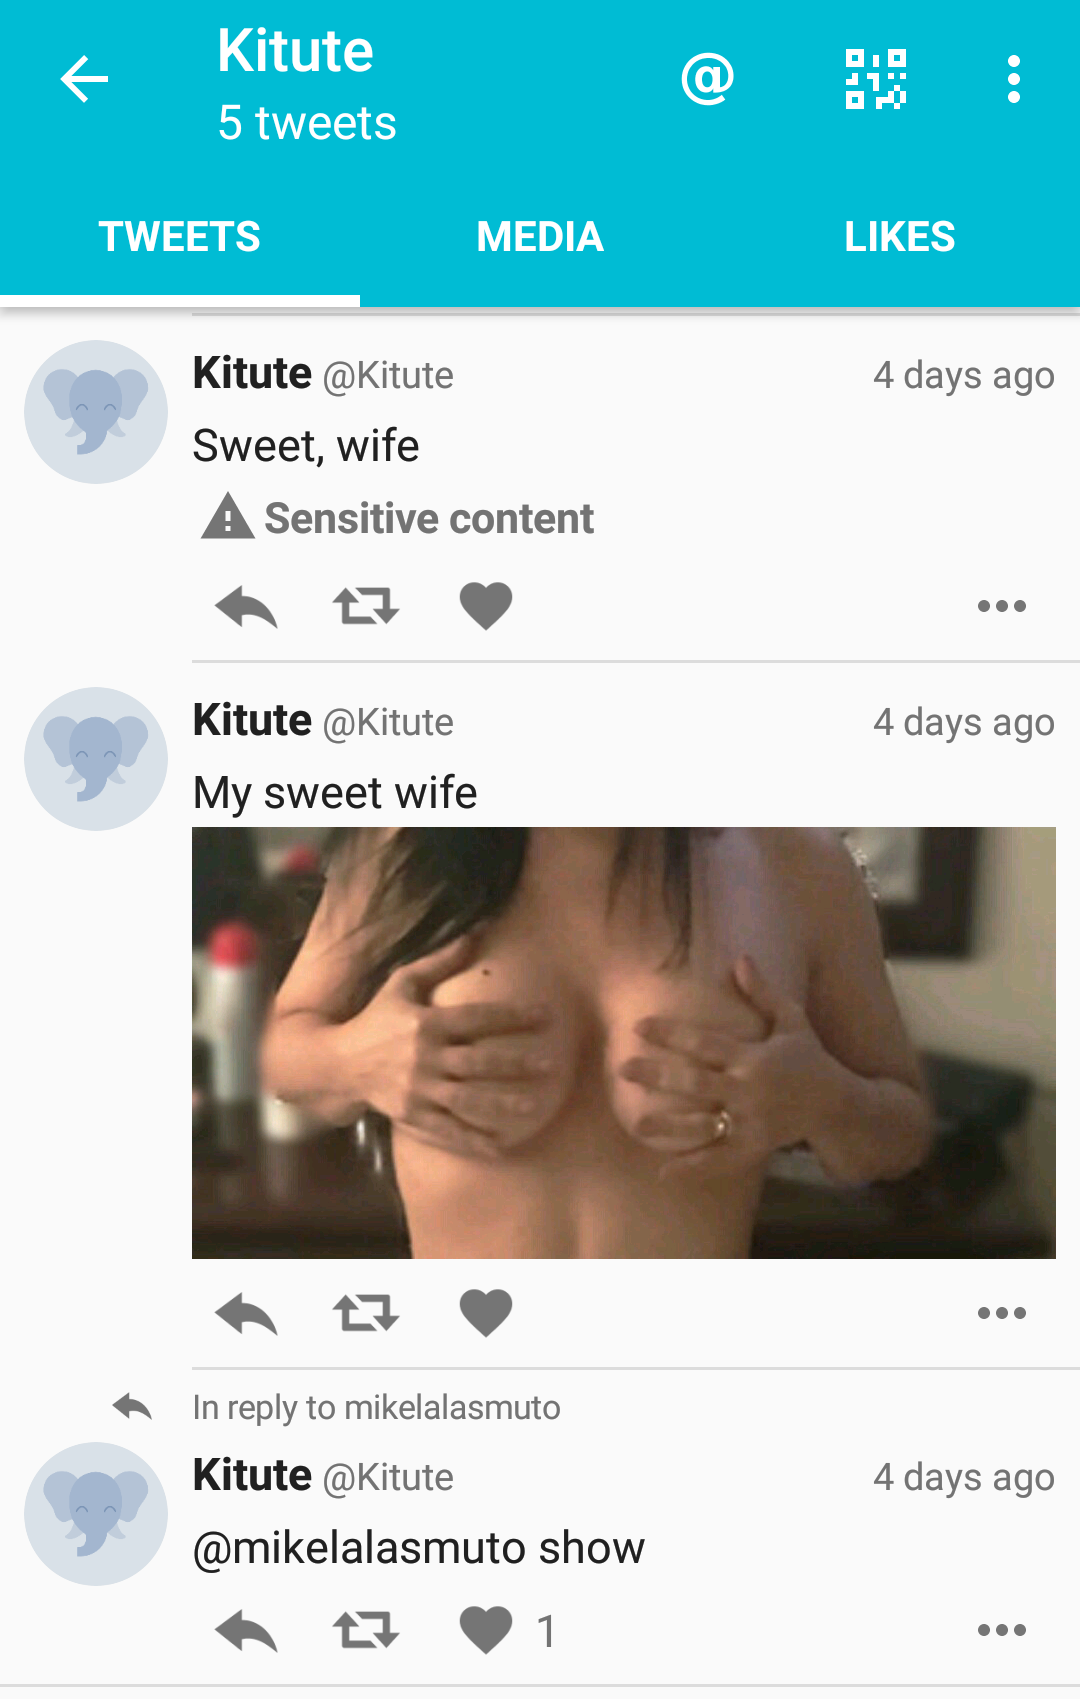 Kitute
5 tweets
TWEETS
MEDIA
LIKES
Kitute @Kitute 4 days ago
Sweet, wife
Sensitive content
Kitute @Kitute 4 days ago
My sweet wife
In reply to mikelalasmuto
Kitute @Kitute 4 days ago
@mikelalasmuto show
1